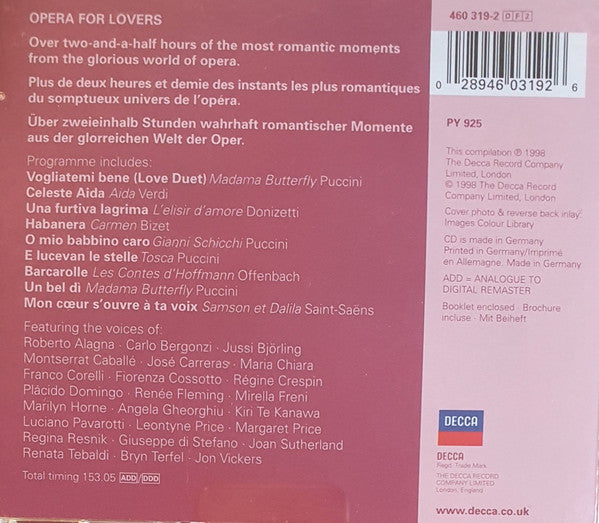 OPERA FOR LOVERS
Over two-and-a-half hours of the most romantic moments
from the glorious world of opera.
Plus de deux heures et demie des instants les plus romantiques
du somptueux univers de l'opéra.
Über zweieinhalb Stunden wahrhaft romantischer Momente
aus der glorreichen Welt der Oper.
Programme includes:
Vogliatemi bene (Love Duet) Madama Butterfly Puccini
Celeste Aida Aida Verdi
Una furtiva lagrima L'elisir d'amore Donizetti
Habanera Carmen Bizet
O mio babbino caro Gianni Schicchi Puccini
E lucevan le stelle Tosca Puccini
Barcarolle Les Contes d'Hoffmann Offenbach
Un bel dì Madama Butterfly Puccini
Mon cœur s'ouvre à ta voix Samson et Dalila Saint-Saëns
Featuring the voices of:
Roberto Alagna · Carlo Bergonzi · Jussi Björling
Montserrat Caballé · José Carreras · Maria Chiara
Franco Corelli · Fiorenza Cossotto · Régine Crespin
Plácido Domingo · Renée Fleming · Mirella Freni
Marilyn Horne · Angela Gheorghiu · Kiri Te Kanawa
Luciano Pavarotti · Leontyne Price · Margaret Price
Regina Resnik · Giuseppe di Stefano · Joan Sutherland
Renata Tebaldi · Bryn Terfel · Jon Vickers
Total timing 153.05 ADD/DDD
460 319-2 DF2
0 28946 03192 6
PY 925
This compilation ℗ 1998
The Decca Record Company
Limited, London
© 1998 The Decca Record
Company Limited, London
Cover photo & reverse back inlay:
Images Colour Library
CD is made in Germany
Printed in Germany/Imprimé
en Allemagne. Made in Germany
ADD = ANALOGUE TO
DIGITAL REMASTER
Booklet enclosed · Brochure
incluse · Mit Beiheft
DECCA
DECCA
Regd. Trade Mark
THE DECCA RECORD
COMPANY LIMITED
London, England
www.decca.co.uk